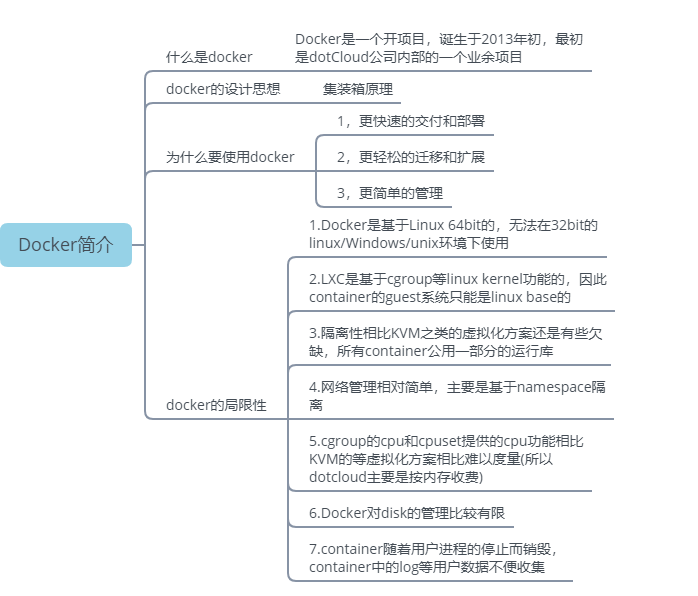 Docker简介
什么是docker
Docker是一个开项目，诞生于2013年初，最初
是dotCloud公司内部的一个业余项目
docker的设计思想
集装箱原理
为什么要使用docker
1，更快速的交付和部署
2，更轻松的迁移和扩展
3，更简单的管理
docker的局限性
1.Docker是基于Linux 64bit的，无法在32bit的
linux/Windows/unix环境下使用
2.LXC是基于cgroup等linux kernel功能的，因此
container的guest系统只能是linux base的
3.隔离性相比KVM之类的虚拟化方案还是有些欠
缺，所有container公用一部分的运行库
4.网络管理相对简单，主要是基于namespace隔
离
5.cgroup的cpu和cpuset提供的cpu功能相比
KVM的等虚拟化方案相比难以度量(所以
dotcloud主要是按内存收费)
6.Docker对disk的管理比较有限
7.container随着用户进程的停止而销毁，
container中的log等用户数据不便收集